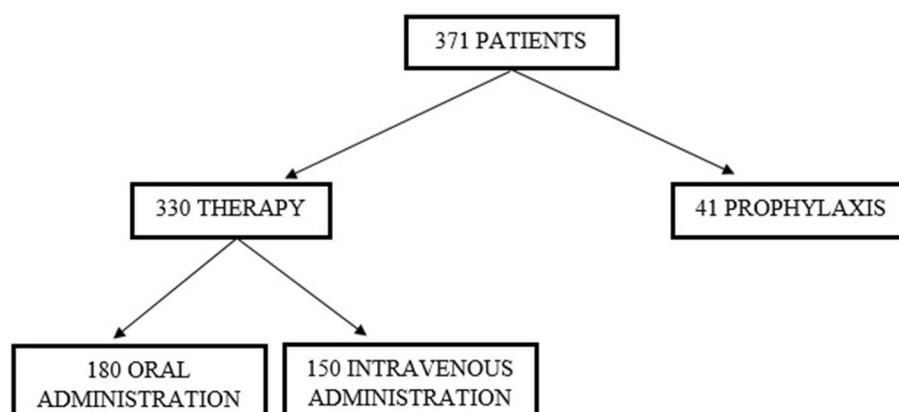 371 PATIENTS
330 THERAPY
41 PROPHYLAXIS
180 ORAL
ADMINISTRATION
150 INTRAVENOUS
ADMINISTRATION